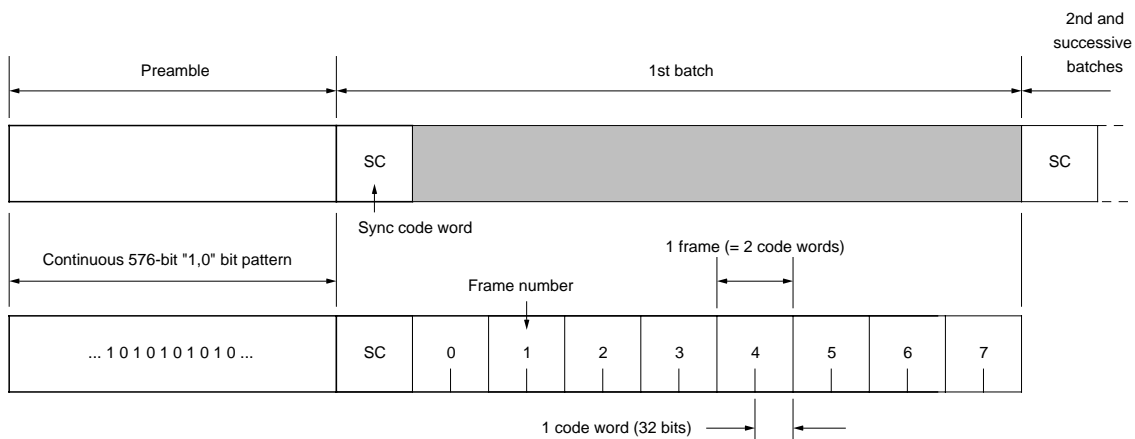 2nd and
successive
batches
Preamble
1st batch
SC
SC
Sync code word
1 frame (= 2 code words)
Continuous 576-bit "1,0" bit pattern
Frame number
... 1 0 1 0 1 0 1 0 1 0 ...
SC
0
1
2
3
4
5
6
7
1 code word (32 bits)